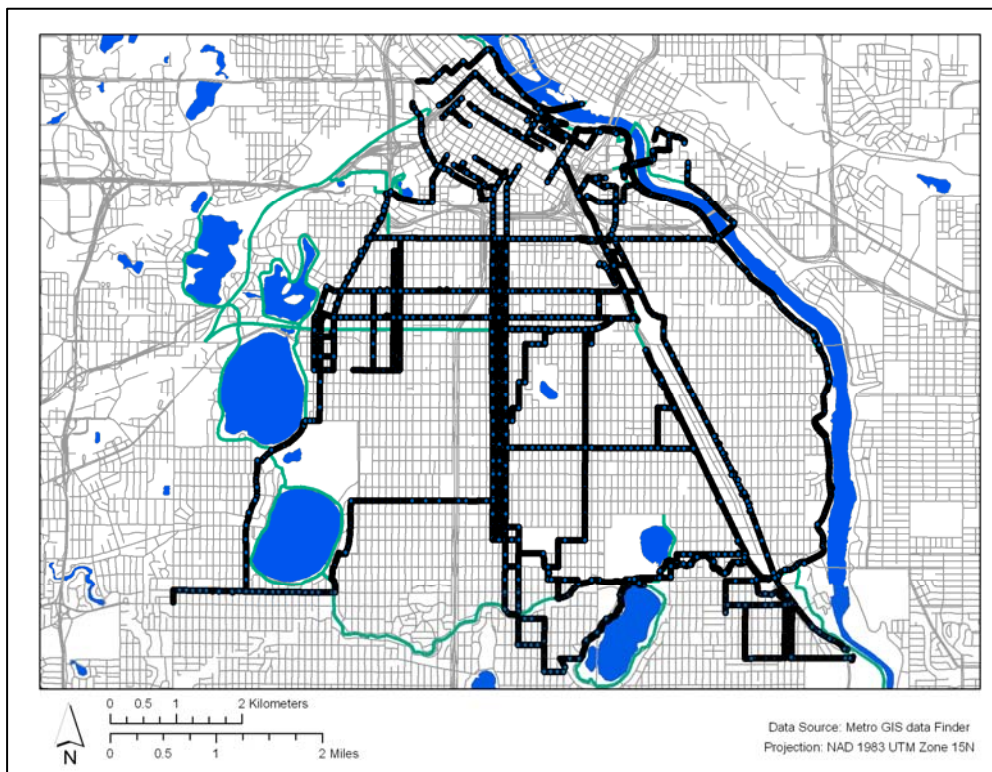 0 0.5 1 2 Kilometers
0 0.5 1 2 Miles
N
Data Source: Metro GIS data Finder
Projection: NAD 1983 UTM Zone 15N